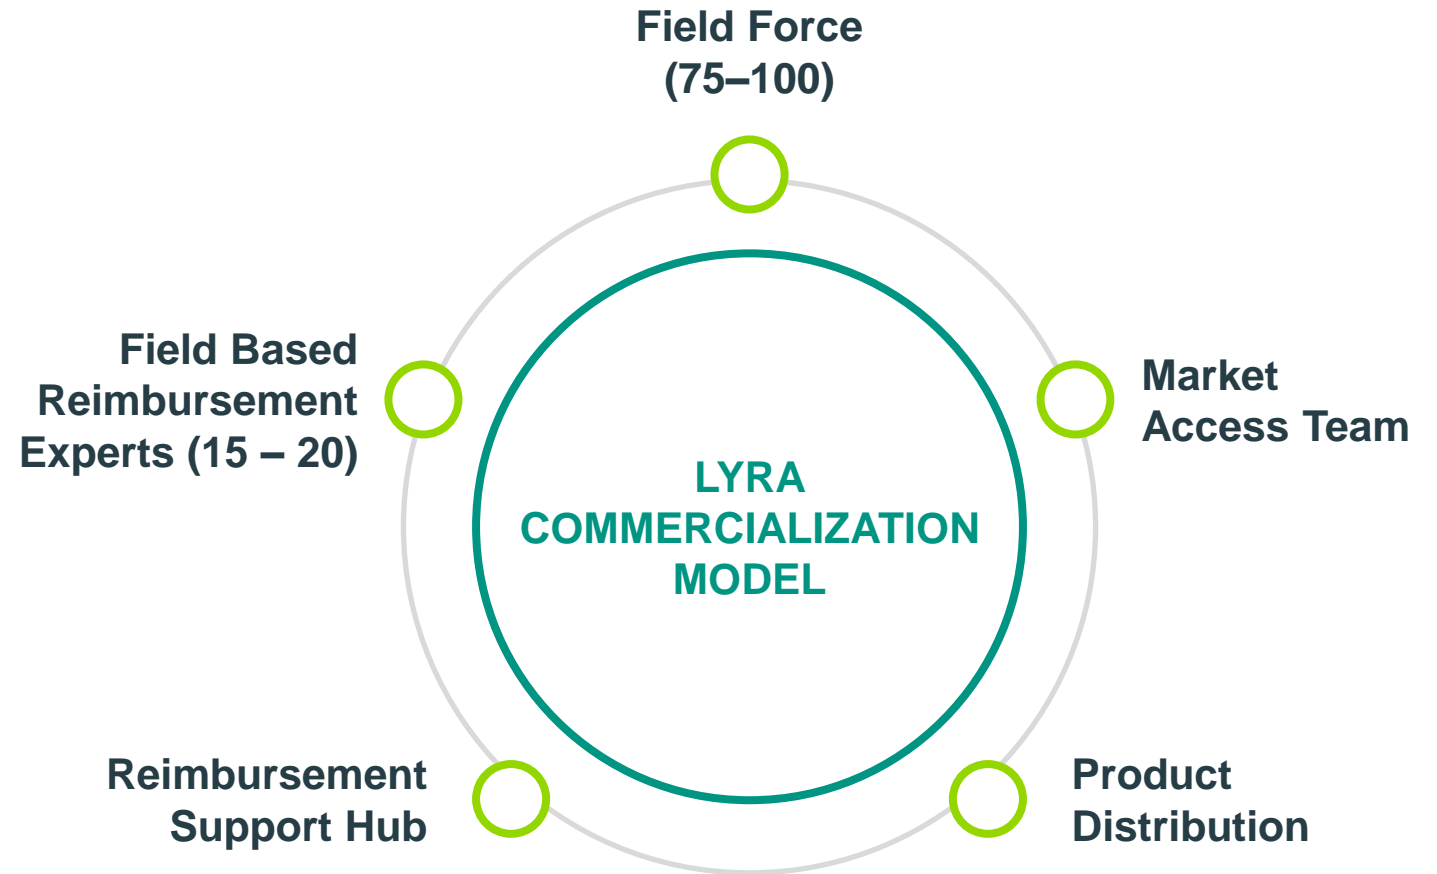 Field Force
(75–100)
Field Based
Reimbursement
Experts (15 – 20)
Market
Access Team
LYRA
COMMERCIALIZATION
MODEL
Reimbursement
Support Hub
Product
Distribution